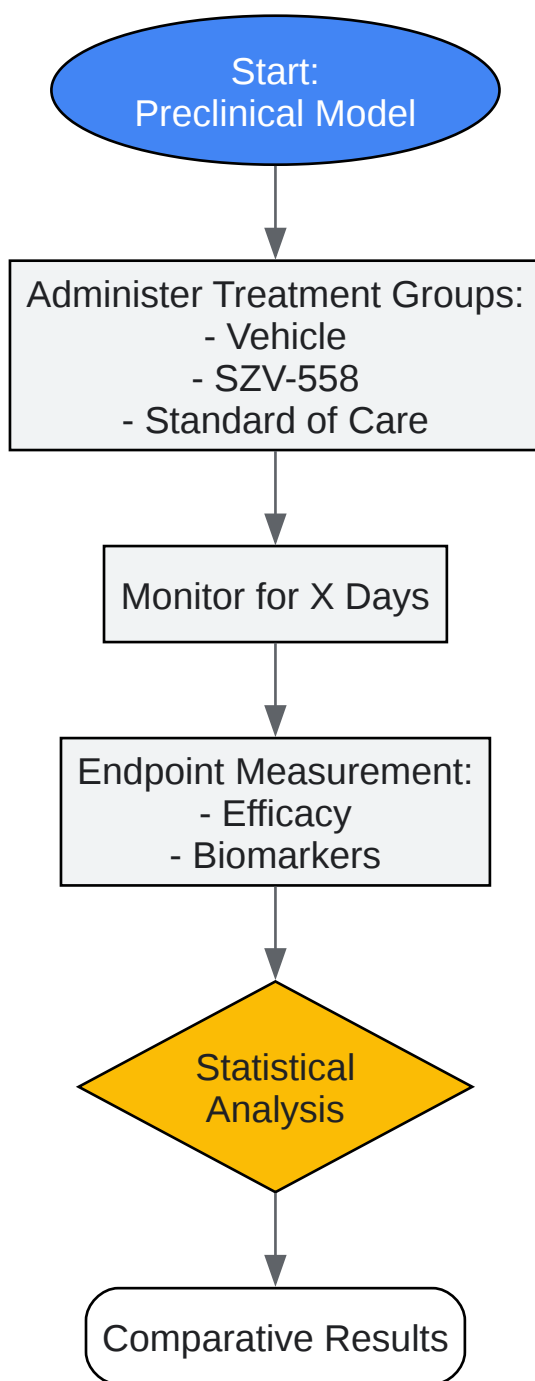 Start:
Preclinical Model
Administer Treatment Groups:
- Vehicle
- SZV-558
- Standard of Care
Monitor for X Days
Endpoint Measurement:
- Efficacy
- Biomarkers
Statistical
Analysis
Comparative Results